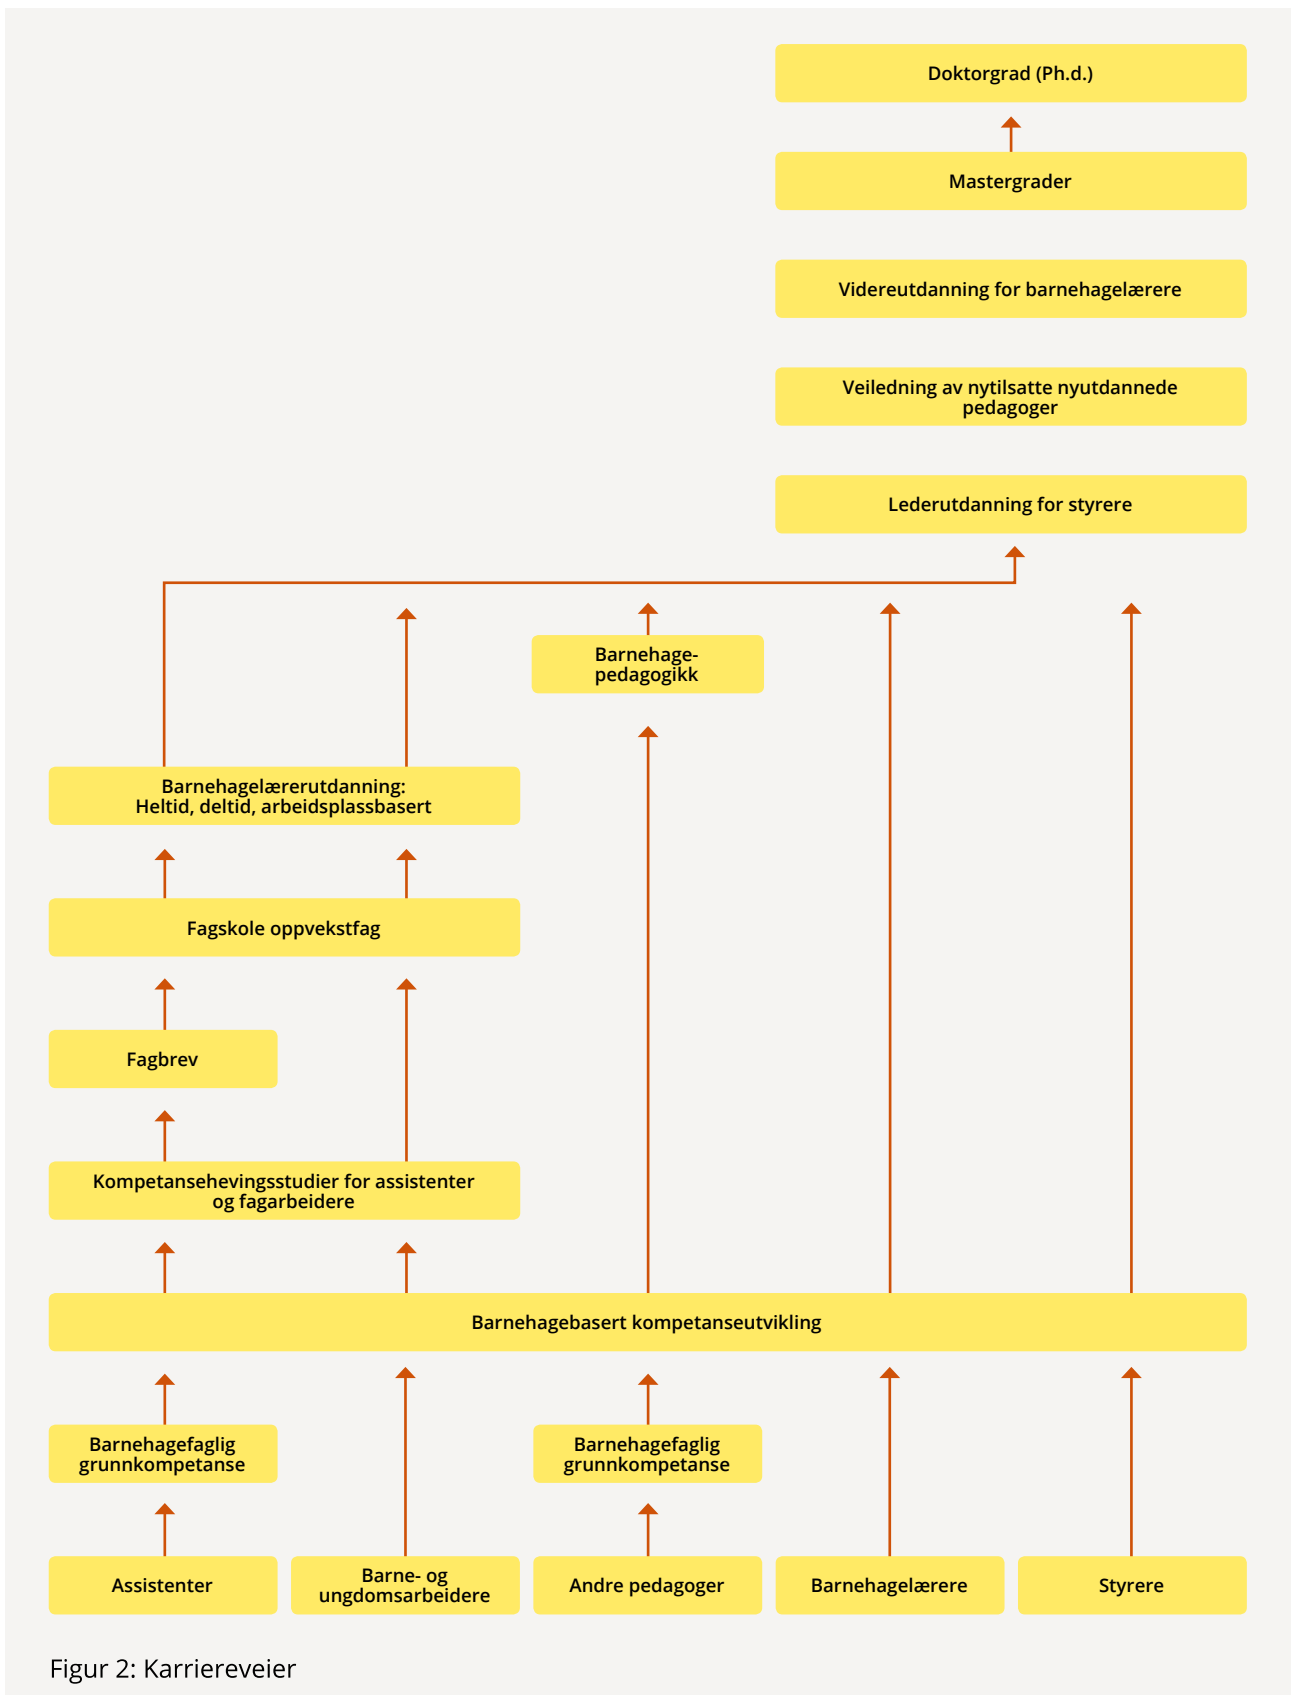 Doktorgrad (Ph.d.)
Mastergrader
Videreutdanning for barnehagelærere
Veiledning av nytilsatte nyutdannede
pedagoger
Lederutdanning for styrere
Barnehage-
pedagogikk
Barnehagelærerutdanning:
Heltid, deltid, arbeidsplassbasert
Fagskole oppvekstfag
Fagbrev
Kompetansehevingsstudier for assistenter
og fagarbeidere
Barnehagebasert kompetanseutvikling
Barnehagefaglig
grunnkompetanse
Barnehagefaglig
grunnkompetanse
Assistenter
Barne- og
ungdomsarbeidere
Andre pedagoger
Barnehagelærere
Styrere
Figur 2: Karriereveier